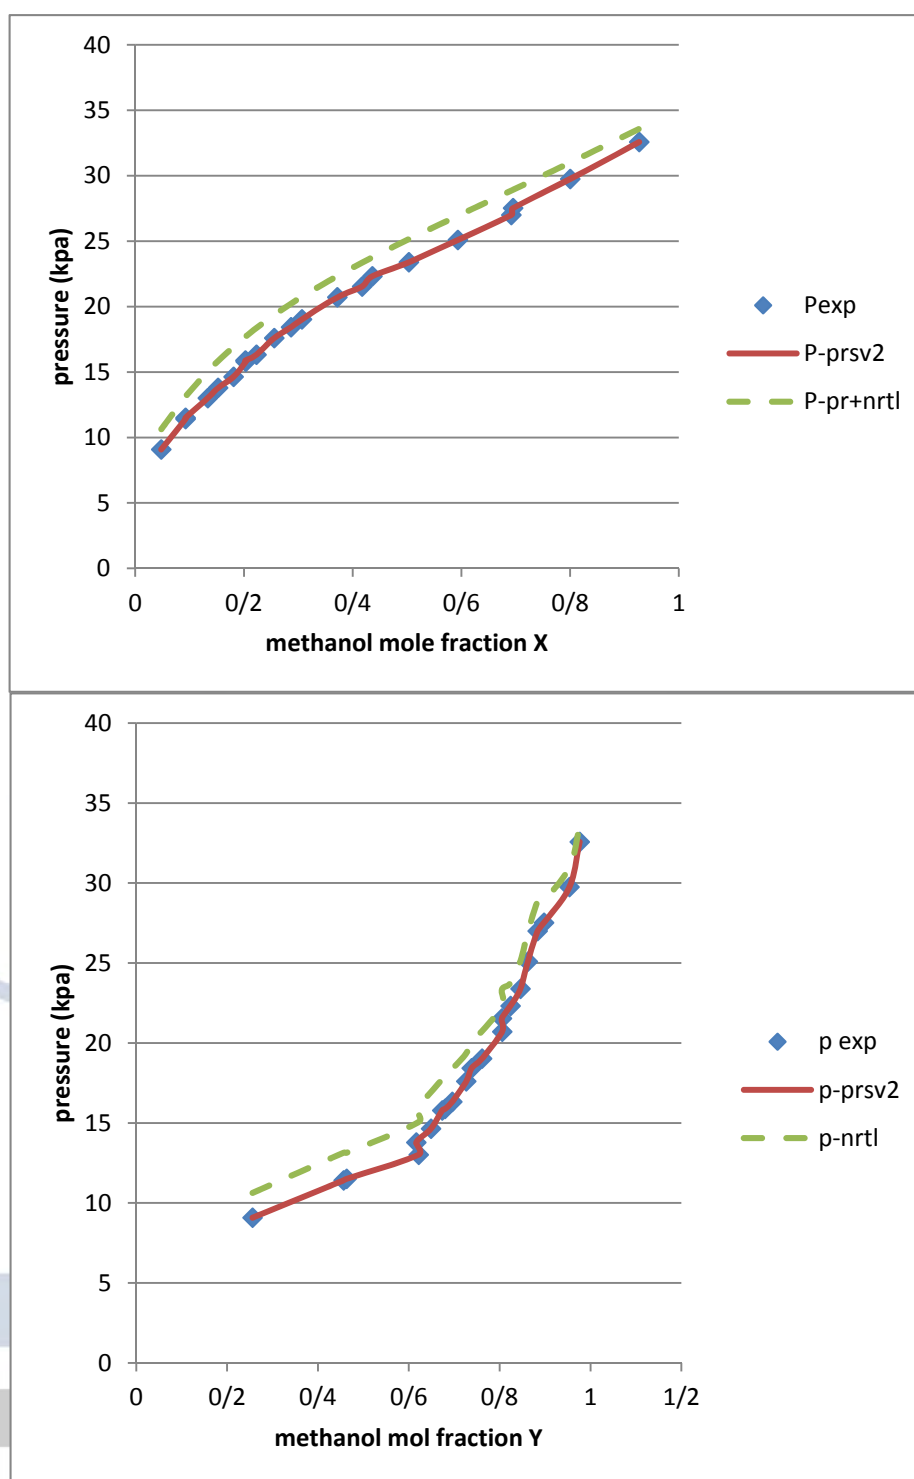 40
35
30
25
20
15
10
5
0
pressure (kpa)
0 0/2 0/4 0/6 0/8 1
methanol mole fraction X
Pexp
P-prsv2
P-pr+nrtl
40
35
30
25
20
15
10
5
0
pressure (kpa)
0 0/2 0/4 0/6 0/8 1 1/2
methanol mol fraction Y
p exp
p-prsv2
p-nrtl